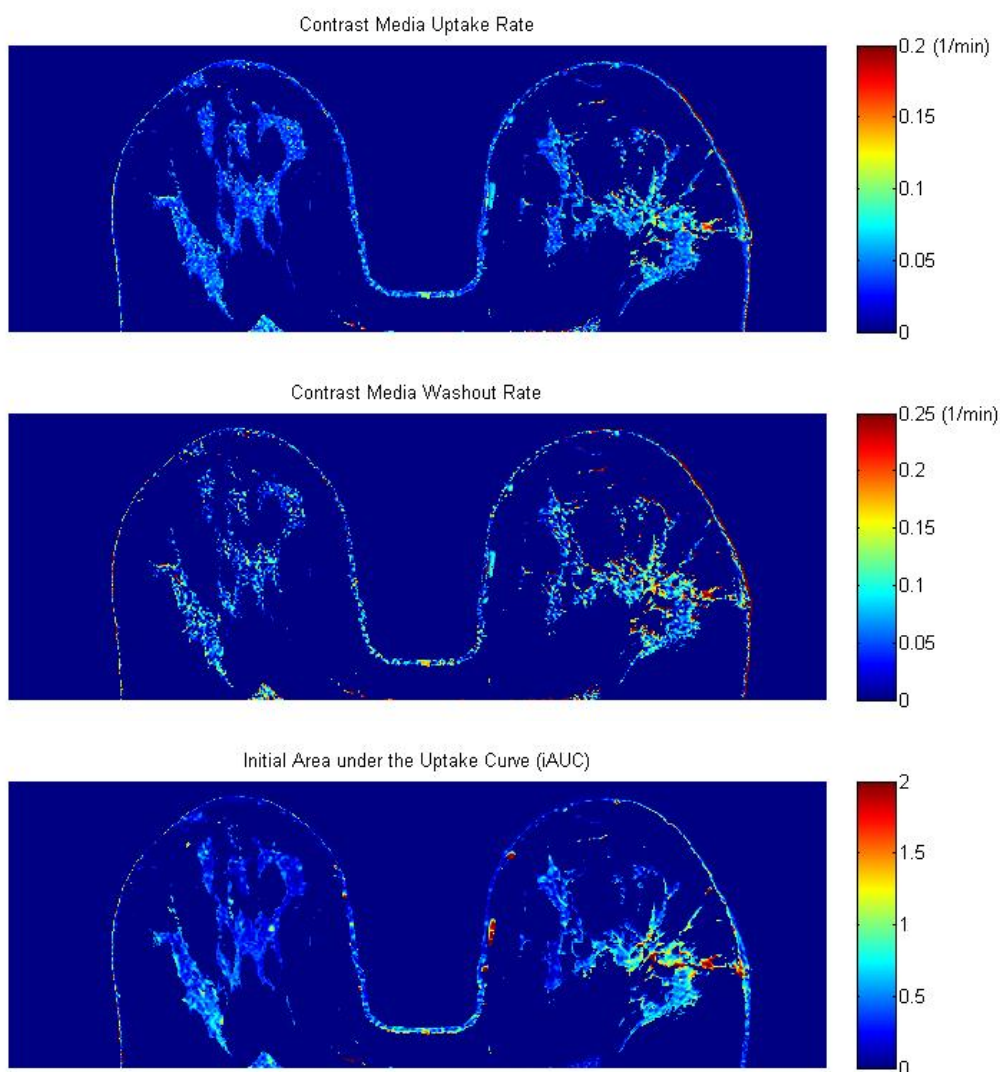 Contrast Media Uptake Rate
0.2 (1/min)
0.15
0.1
0.05
0
Contrast Media Washout Rate
0.25 (1/min)
0.2
0.15
0.1
0.05
0
Initial Area under the Uptake Curve (iAUC)
2
1.5
1
0.5
0